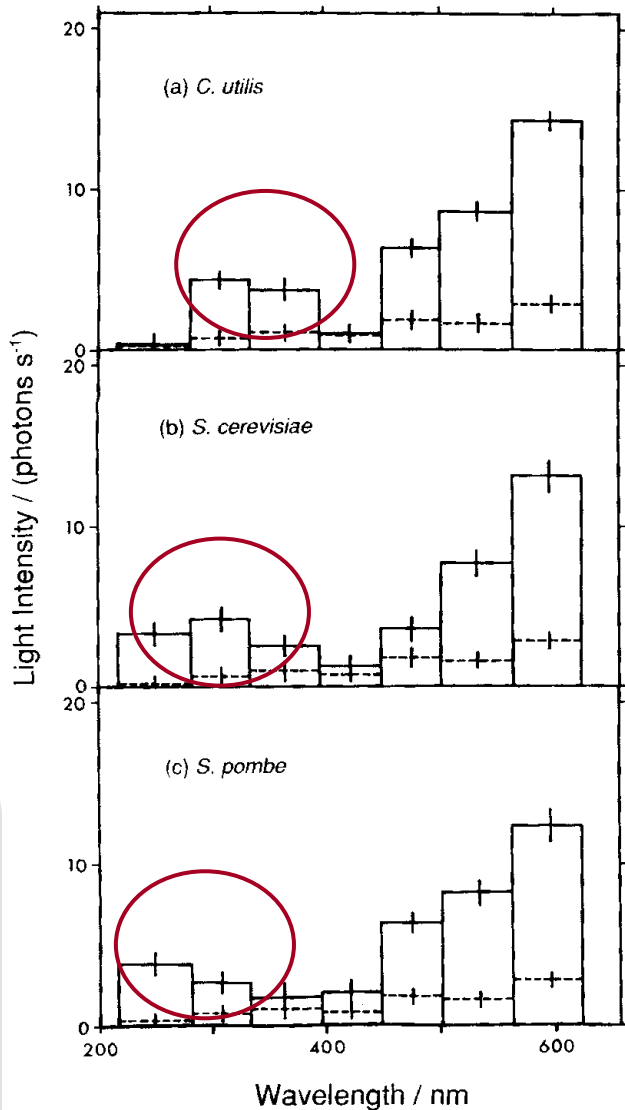 20
(a) C. utilis
10
0
20
(b) S. cerevisiae
10
0
20
(c) S. pombe
10
0
200
400
600
Light Intensity / (photons s⁻¹)
Wavelength / nm